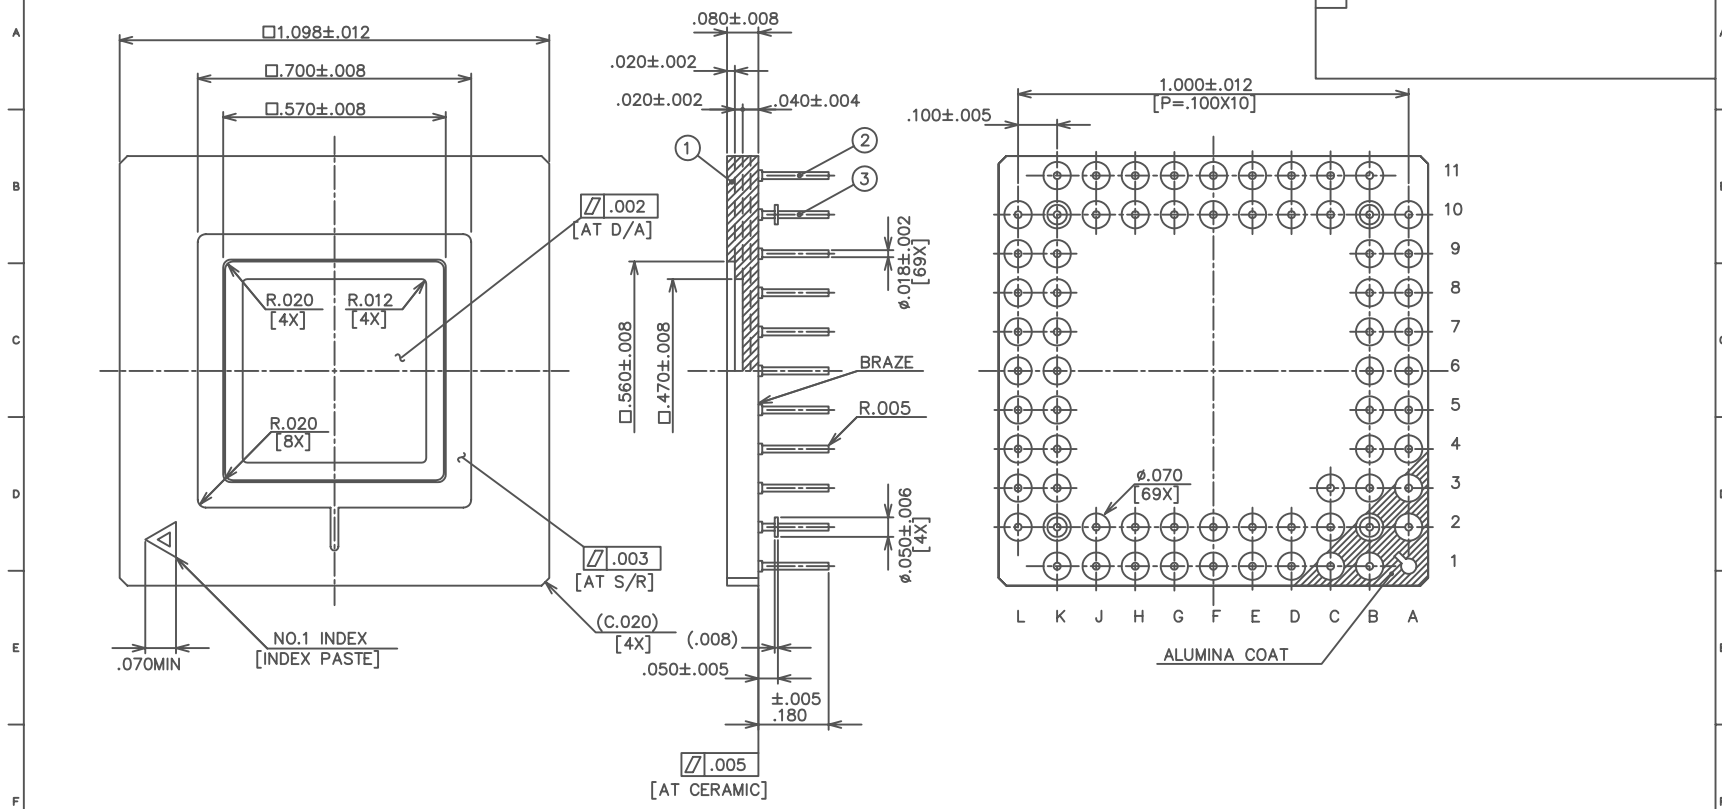 A
B
C
D
E
F
□1.098±.012
□.700±.008
□.570±.008
.002
[AT D/A]
R.020
[4X]
R.012
[4X]
R.020
[8X]
.003
[AT S/R]
NO.1 INDEX
[INDEX PASTE]
.070MIN
(C.020)
[4X]
.080±.008
.020±.002
.020±.002
.040±.004
1
2
3
ø.018±.002
[69X]
□.560±.008
□.470±.008
BRAZE
R.005
ø.050±.006
[4X]
(.008)
.050±.005
±.005
.180
.005
[AT CERAMIC]
1.000±.012
[P=.100X10]
.100±.005
11
10
9
8
7
6
5
4
3
2
1
ø.070
[69X]
L K J H G F E D C B A
ALUMINA COAT